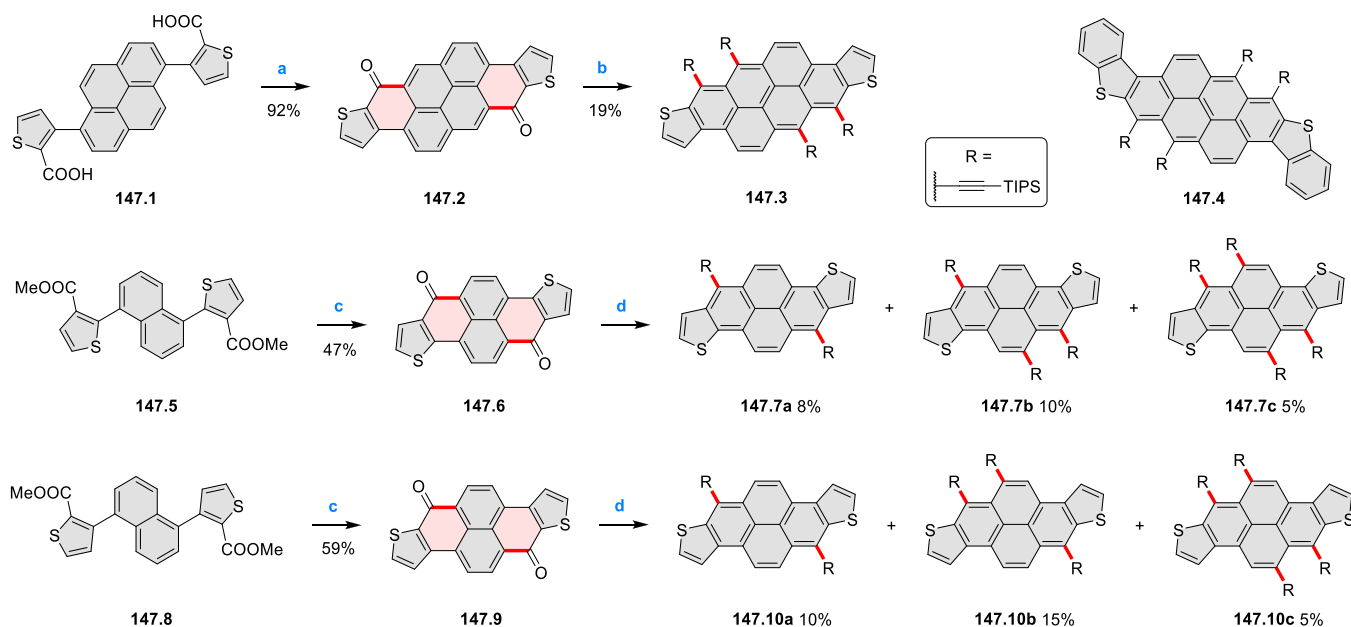 HOOC
S
S
COOH
147.1
a
92%
O
S
S
O
147.2
b
19%
R
R
S
S
R
R
147.3
R =
TIPS
R
R
S
S
R
R
147.4
MeOOC
S
S
COOMe
147.5
c
47%
O
S
S
O
147.6
d
R
S
S
R
147.7a 8%
+
R
S
S
R
R
147.7b 10%
+
R
R
S
S
R
R
147.7c 5%
MeOOC
S
S
COOMe
147.8
c
59%
O
S
S
O
147.9
d
R
S
S
R
147.10a 10%
+
R
R
S
S
R
147.10b 15%
+
R
R
S
S
R
R
147.10c 5%